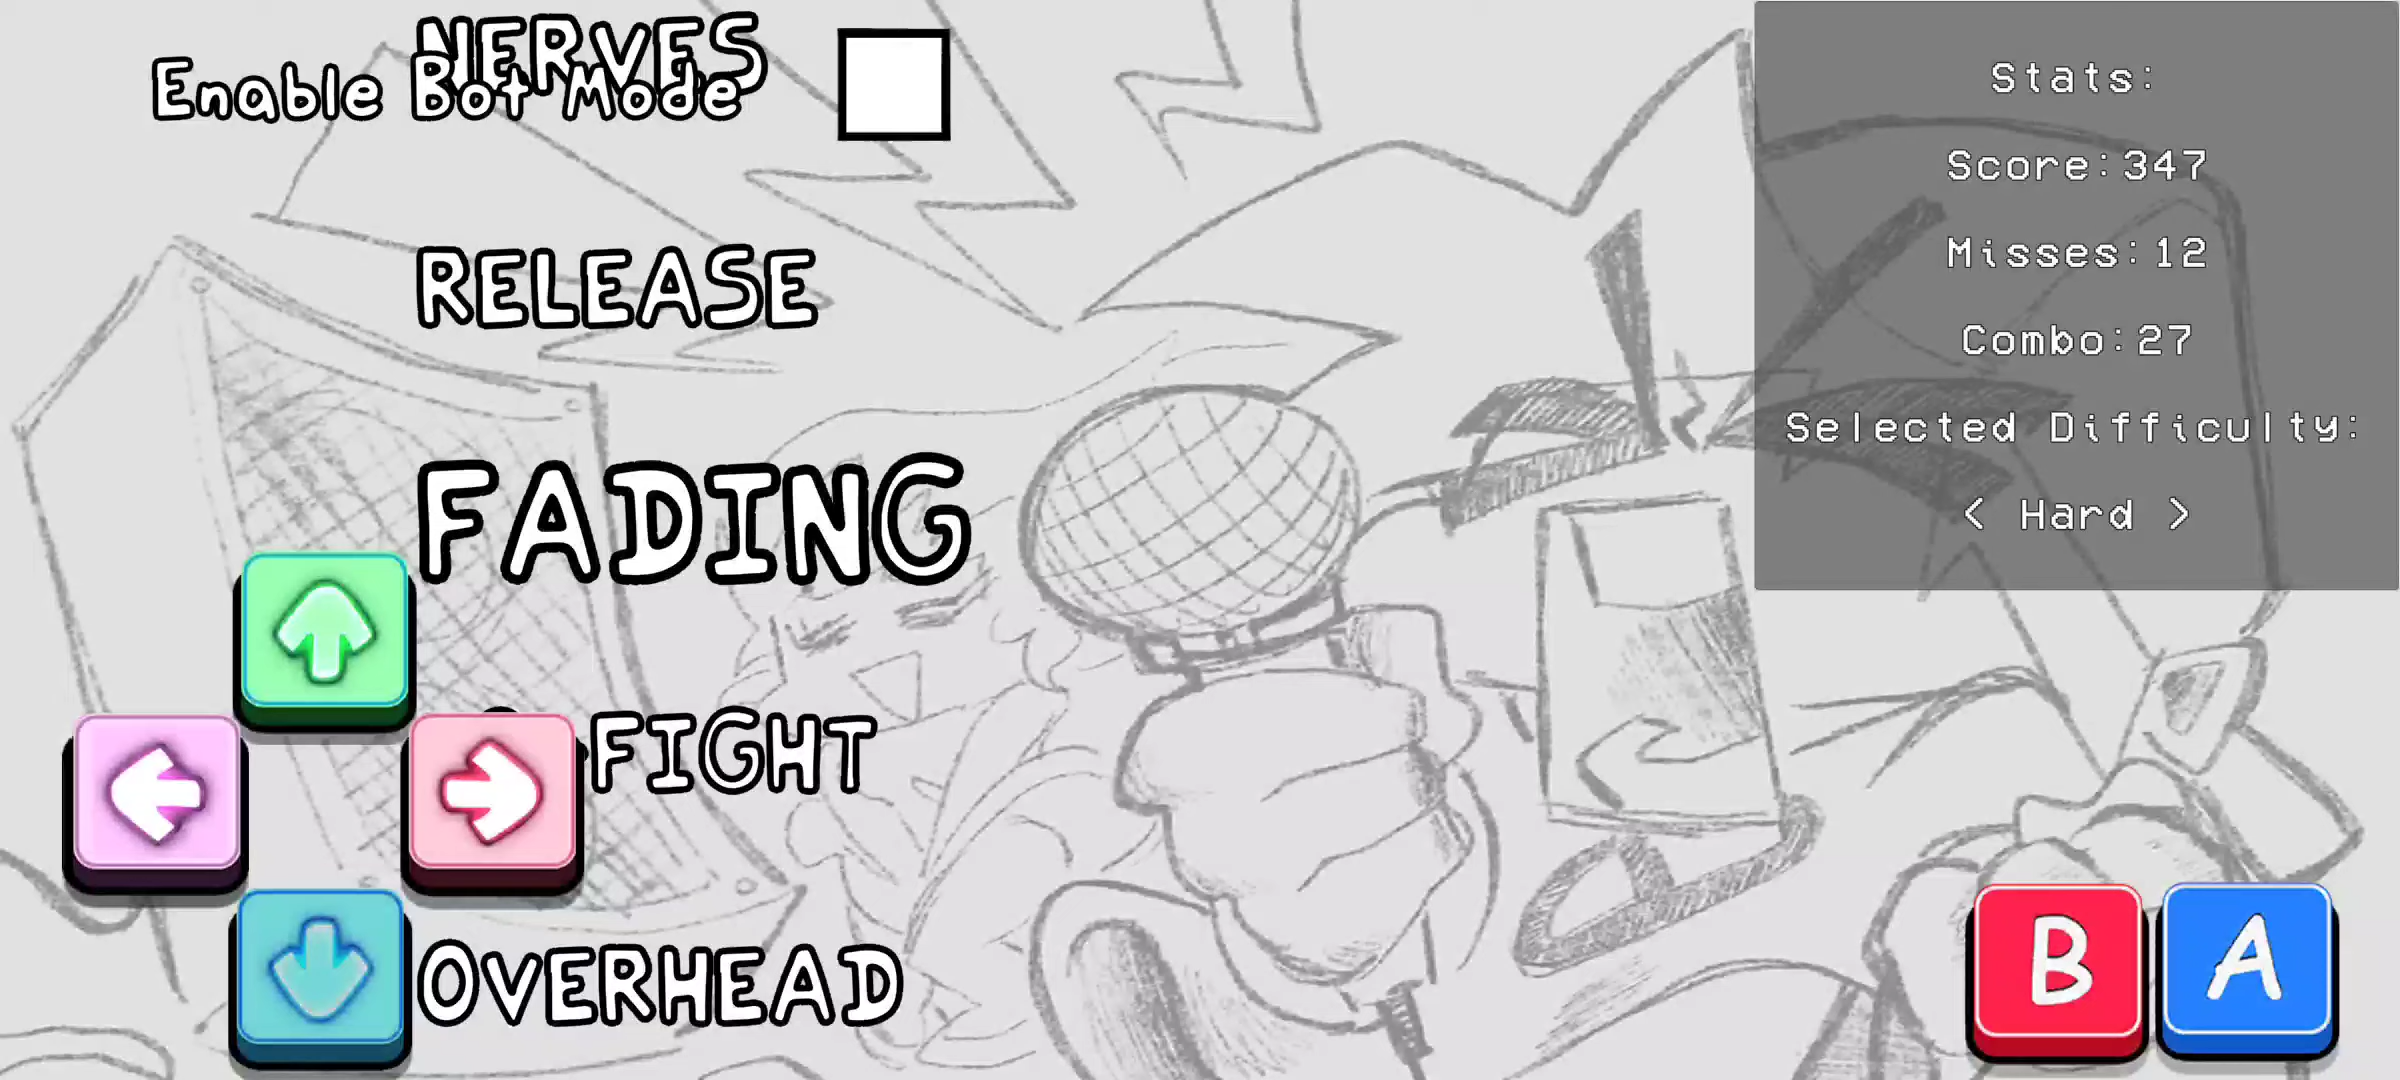 NERVES
Enable Bot Mode
RELEASE
FADING
FIGHT
OVERHEAD
Stats:
Score:347
Misses:12
Combo:27
Selected Difficulty:
< Hard >
B A